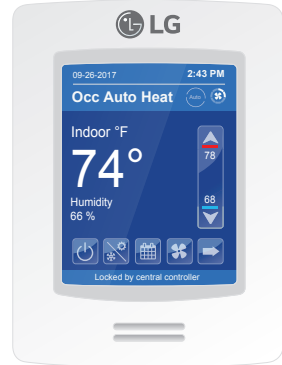 LG
09-26-2017 2:43 PM
Occ Auto Heat Auto
Indoor °F
74°
78
Humidity
66 %
68
Locked by central controller